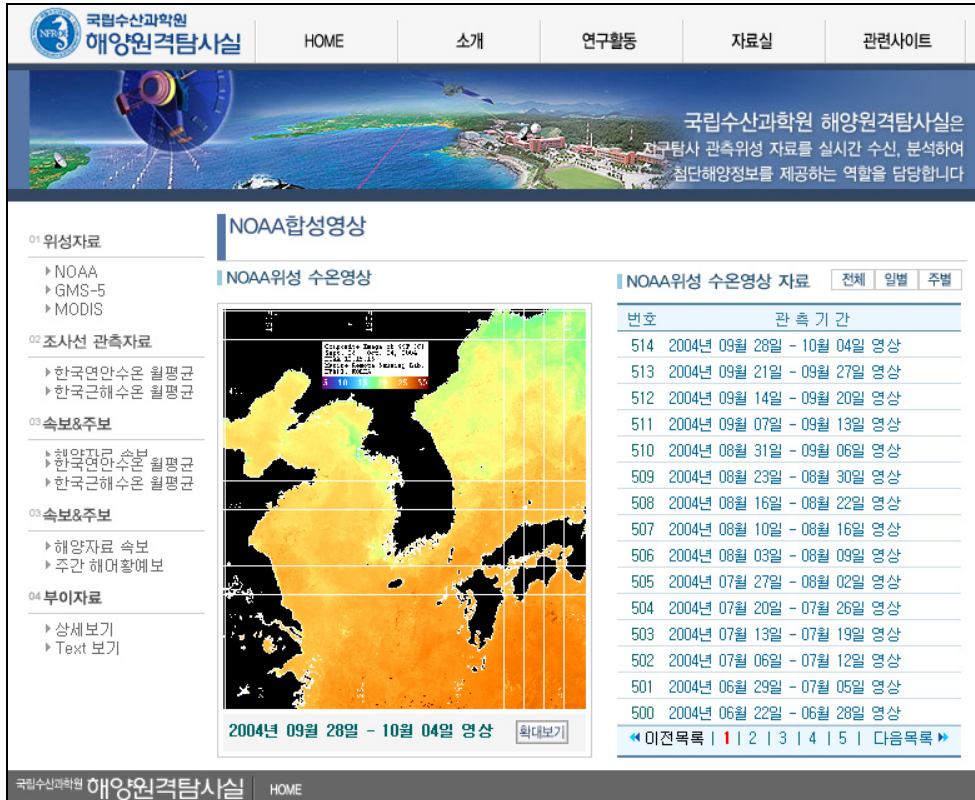 국립수산과학원
해양원격탐사실
HOME
소개
연구활동
자료실
관련사이트
국립수산과학원 해양원격탐사실은
지구탐사 관측위성 자료를 실시간 수신, 분석하여
첨단해양정보를 제공하는 역할을 담당합니다
01 위성자료
NOAA
GMS-5
MODIS
02 조사선 관측자료
한국연안수온 월평균
한국근해수온 월평균
03 속보&주보
해양자료 속보
한국연안수온 월평균
한국근해수온 월평균
03 속보&주보
해양자료 속보
주간 해어황예보
04 부이자료
상세보기
Text 보기
NOAA합성영상
NOAA위성 수온영상
Composite Image of SST (C)
Sept. 28 - Oct. 04, 2004
Marine Remote Sensing Lab.
KOREA
5 10 15 20 25 30
2004년 09월 28일 - 10월 04일 영상
확대보기
NOAA위성 수온영상 자료
전체 일별 주별
번호 관 측 기 간
514 2004년 09월 28일 - 10월 04일 영상
513 2004년 09월 21일 - 09월 27일 영상
512 2004년 09월 14일 - 09월 20일 영상
511 2004년 09월 07일 - 09월 13일 영상
510 2004년 08월 31일 - 09월 06일 영상
509 2004년 08월 23일 - 08월 30일 영상
508 2004년 08월 16일 - 08월 22일 영상
507 2004년 08월 10일 - 08월 16일 영상
506 2004년 08월 03일 - 08월 09일 영상
505 2004년 07월 27일 - 08월 02일 영상
504 2004년 07월 20일 - 07월 26일 영상
503 2004년 07월 13일 - 07월 19일 영상
502 2004년 07월 06일 - 07월 12일 영상
501 2004년 06월 29일 - 07월 05일 영상
500 2004년 06월 22일 - 06월 28일 영상
이전목록 | 1 | 2 | 3 | 4 | 5 | 다음목록
국립수산과학원 해양원격탐사실 HOME